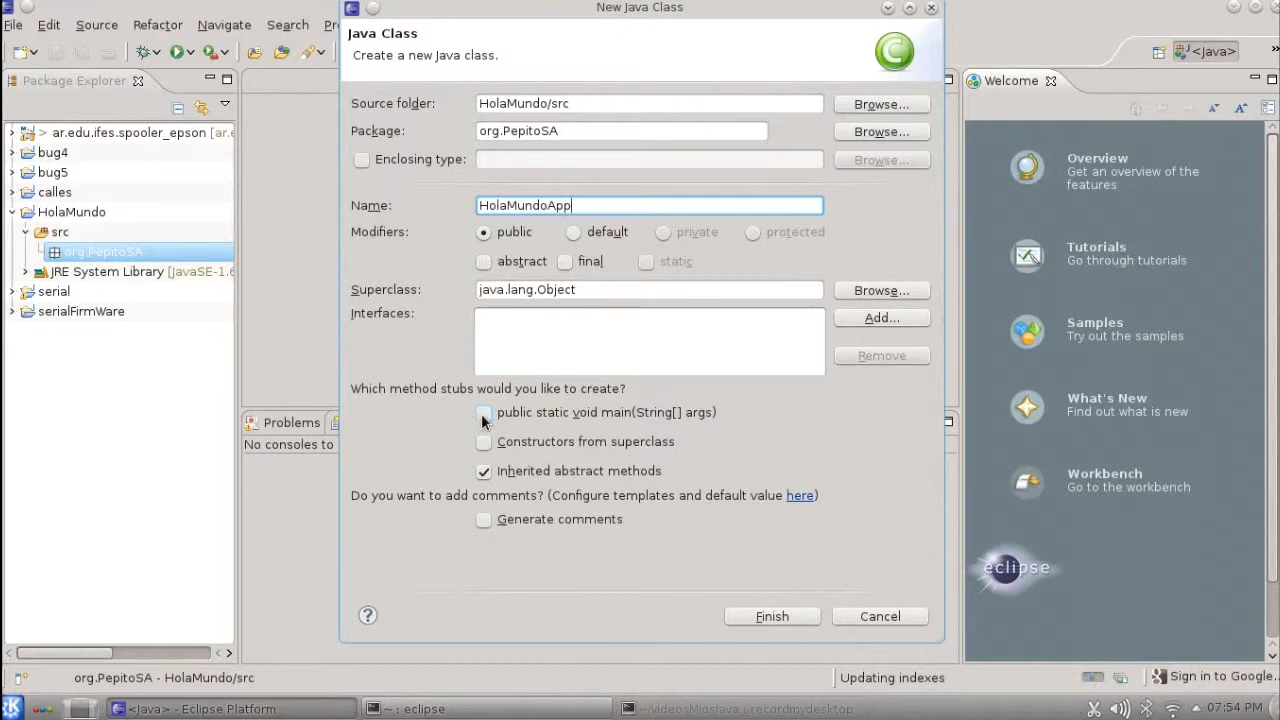 New Java Class
File Edit Source Refactor Navigate Search
<Java>
Java Class
Create a new Java class.
Package Explorer
> ar.edu.ifes.spooler_epson [ar.e
bug4
bug5
calles
HolaMundo
src
org.PepitoSA
JRE System Library [JavaSE-1.6
serial
serialFirmWare
Source folder: HolaMundo/src Browse...
Package: org.PepitoSA Browse...
Enclosing type: Browse...
Name: HolaMundoApp
Modifiers: public default private protected
abstract final static
Superclass: java.lang.Object Browse...
Interfaces: Add...
Remove
Which method stubs would you like to create?
public static void main(String[] args)
Constructors from superclass
Inherited abstract methods
Do you want to add comments? (Configure templates and default value here)
Generate comments
Finish Cancel
Problems
No consoles to
Welcome
Overview
Get an overview of the
features
Tutorials
Go through tutorials
Samples
Try out the samples
What's New
Find out what is new
Workbench
Go to the workbench
eclipse
org.PepitoSA - HolaMundo/src Updating indexes Sign in to Google...
<Java> - Eclipse Platform ~ : eclipse ~/videosMiosJava : recordmydesktop 07:54 PM